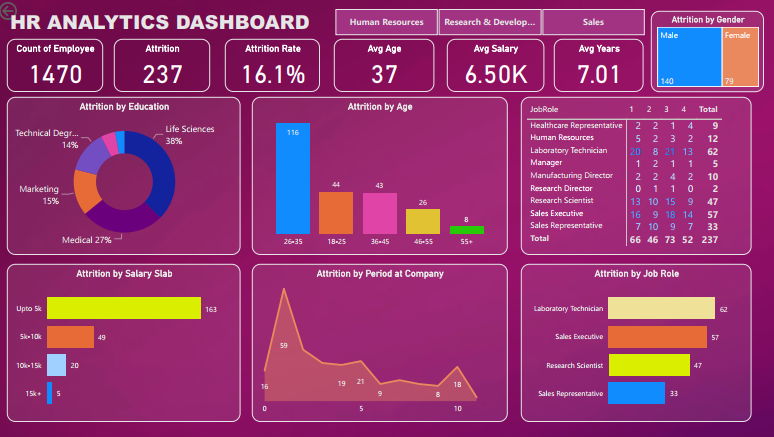 HR ANALYTICS DASHBOARD
Human Resources
Research & Develop...
Sales
Attrition by Gender
Male
Female
140
79
Count of Employee
1470
Attrition
237
Attrition Rate
16.1%
Avg Age
37
Avg Salary
6.50K
Avg Years
7.01
Attrition by Education
Technical Degr...
14%
Life Sciences
38%
Marketing
15%
Medical 27%
Attrition by Age
116
44
43
26
8
26-35
18-25
36-45
46-55
55+
JobRole 1 2 3 4 Total
Healthcare Representative 2 2 1 4 9
Human Resources 5 2 3 2 12
Laboratory Technician 20 8 21 13 62
Manager 1 2 1 1 5
Manufacturing Director 2 2 4 2 10
Research Director 0 1 1 0 2
Research Scientist 13 10 15 9 47
Sales Executive 16 9 18 14 57
Sales Representative 7 10 9 7 33
Total 66 46 73 52 237
Attrition by Salary Slab
Upto 5k 163
5k-10k 49
10k-15k 20
15k+ 5
Attrition by Period at Company
59
16
19
21
9
8
18
0
5
10
Attrition by Job Role
Laboratory Technician 62
Sales Executive 57
Research Scientist 47
Sales Representative 33